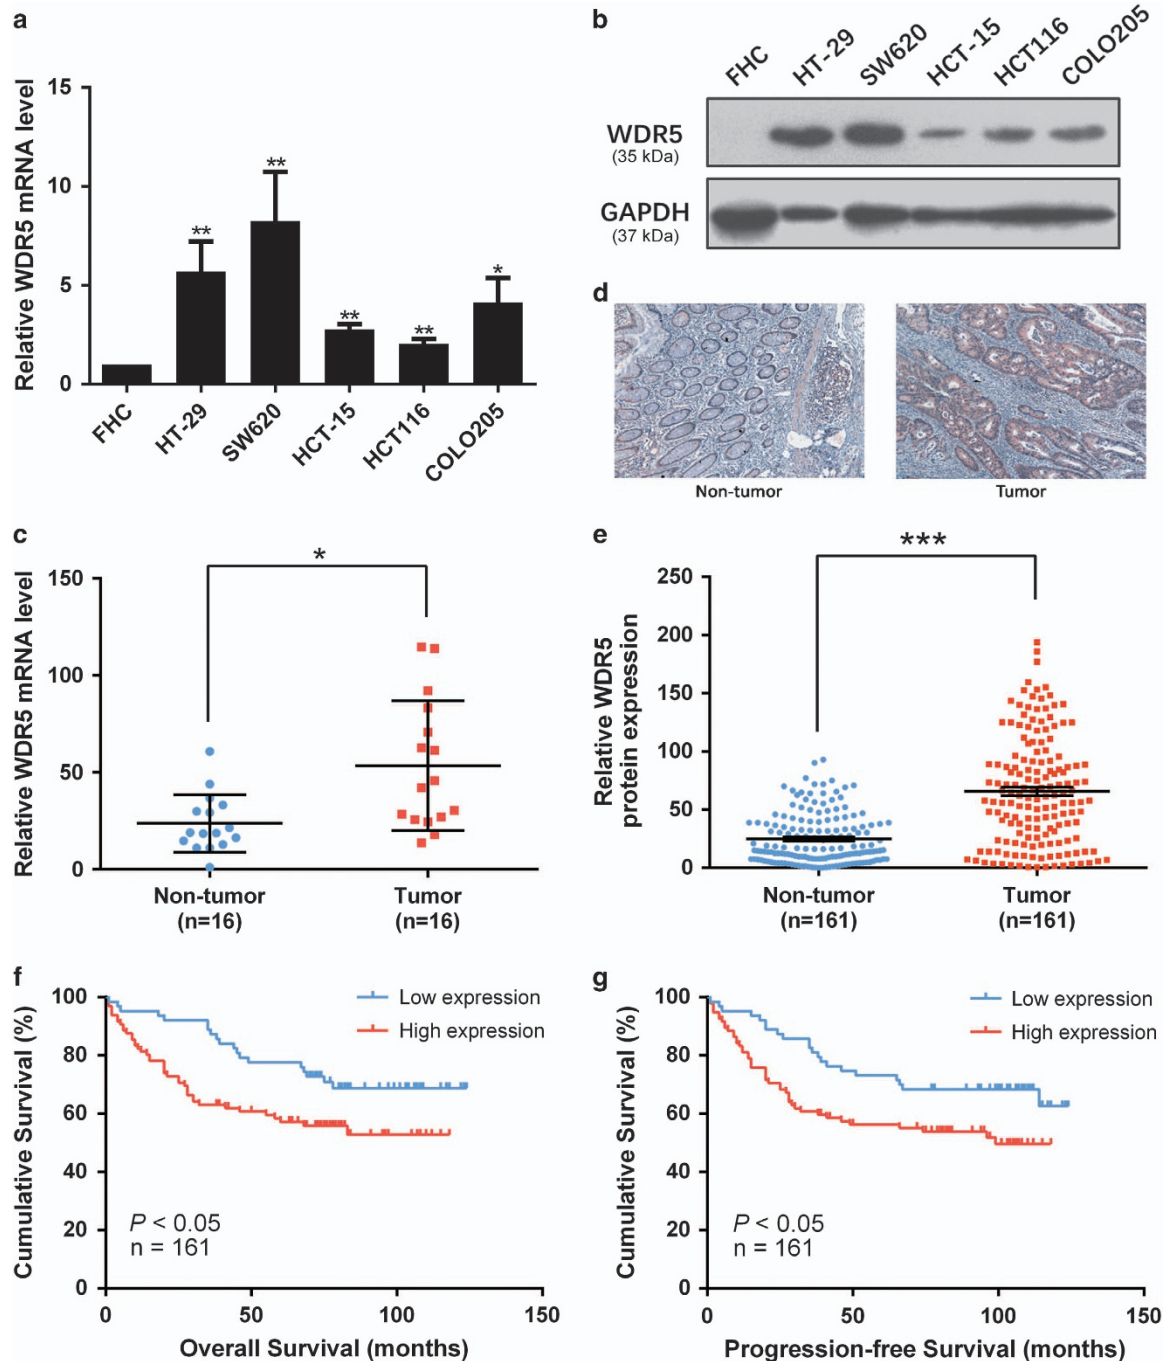 a
Relative WDR5 mRNA level
15
10
5
0
**
**
**
**
*
FHC
HT-29
SW620
HCT-15
HCT116
COLO205
b
FHC
HT-29
SW620
HCT-15
HCT116
COLO205
WDR5
(35 kDa)
GAPDH
(37 kDa)
d
Non-tumor
Tumor
c
Relative WDR5 mRNA level
150
100
50
0
*
Non-tumor
(n=16)
Tumor
(n=16)
e
Relative WDR5
protein expression
250
200
150
100
50
0
***
Non-tumor
(n=161)
Tumor
(n=161)
f
Cumulative Survival (%)
100
80
60
40
20
0
Low expression
High expression
P < 0.05
n = 161
0
50
100
150
Overall Survival (months)
g
Cumulative Survival (%)
100
80
60
40
20
0
Low expression
High expression
P < 0.05
n = 161
0
50
100
150
Progression-free Survival (months)